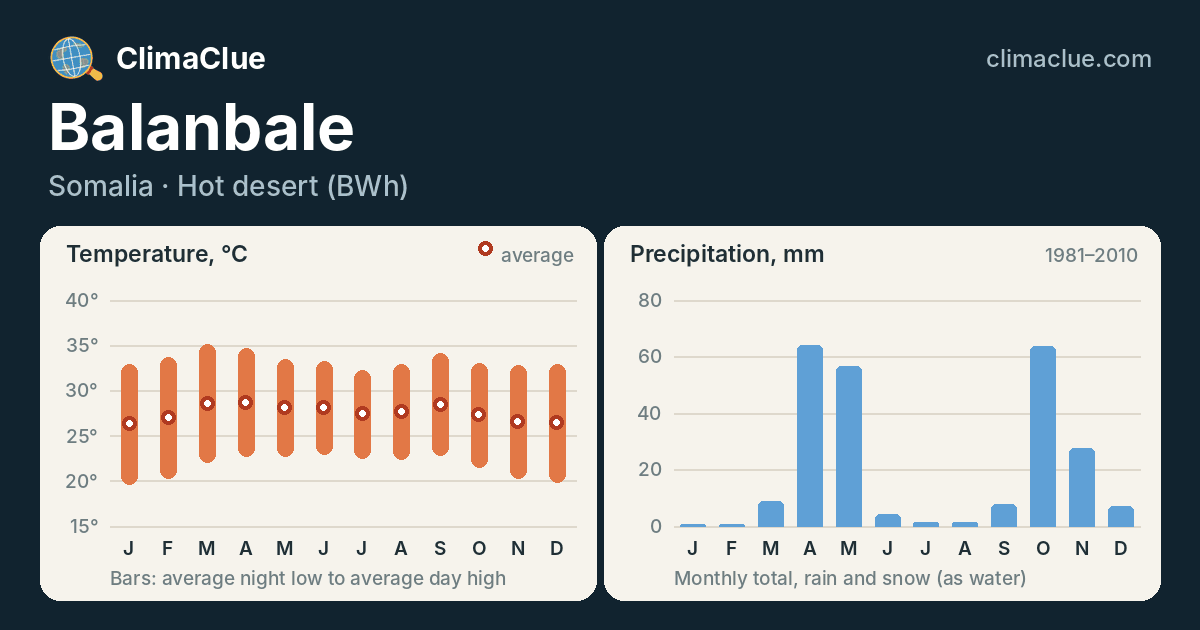 ClimaClue
climaclue.com
Balanbale
Somalia · Hot desert (BWh)
Temperature, °C
average
40°
35°
30°
25°
20°
15°
J F M A M J J A S O N D
Bars: average night low to average day high
Precipitation, mm
1981–2010
80
60
40
20
0
J F M A M J J A S O N D
Monthly total, rain and snow (as water)